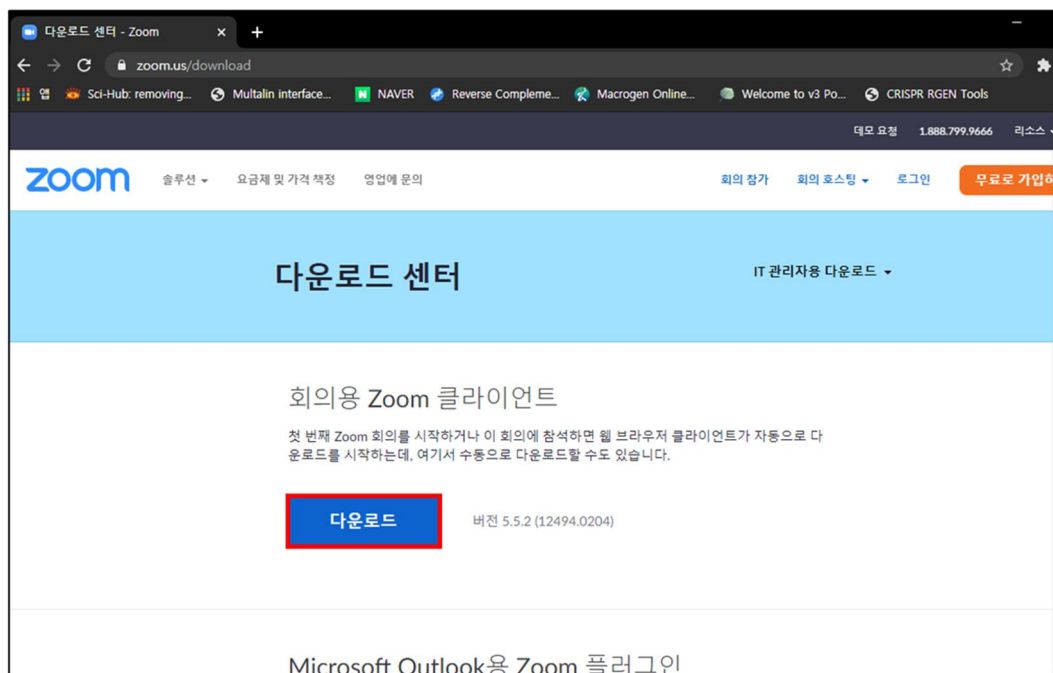 다운로드 센터 - Zoom
zoom.us/download
앱 Sci-Hub: removing... Multalin interface... NAVER Reverse Compleme... Macrogen Online... Welcome to v3 Po... CRISPR RGEN Tools
데모 요청 1.888.799.9666 리소스
zoom 솔루션 요금제 및 가격 책정 영업에 문의 회의 참가 회의 호스팅 로그인 무료로 가입하
다운로드 센터 IT 관리자용 다운로드
회의용 Zoom 클라이언트
첫 번째 Zoom 회의를 시작하거나 이 회의에 참석하면 웹 브라우저 클라이언트가 자동으로 다
운로드를 시작하는데, 여기서 수동으로 다운로드할 수도 있습니다.
다운로드 버전 5.5.2 (12494.0204)
Microsoft Outlook용 Zoom 플러그인